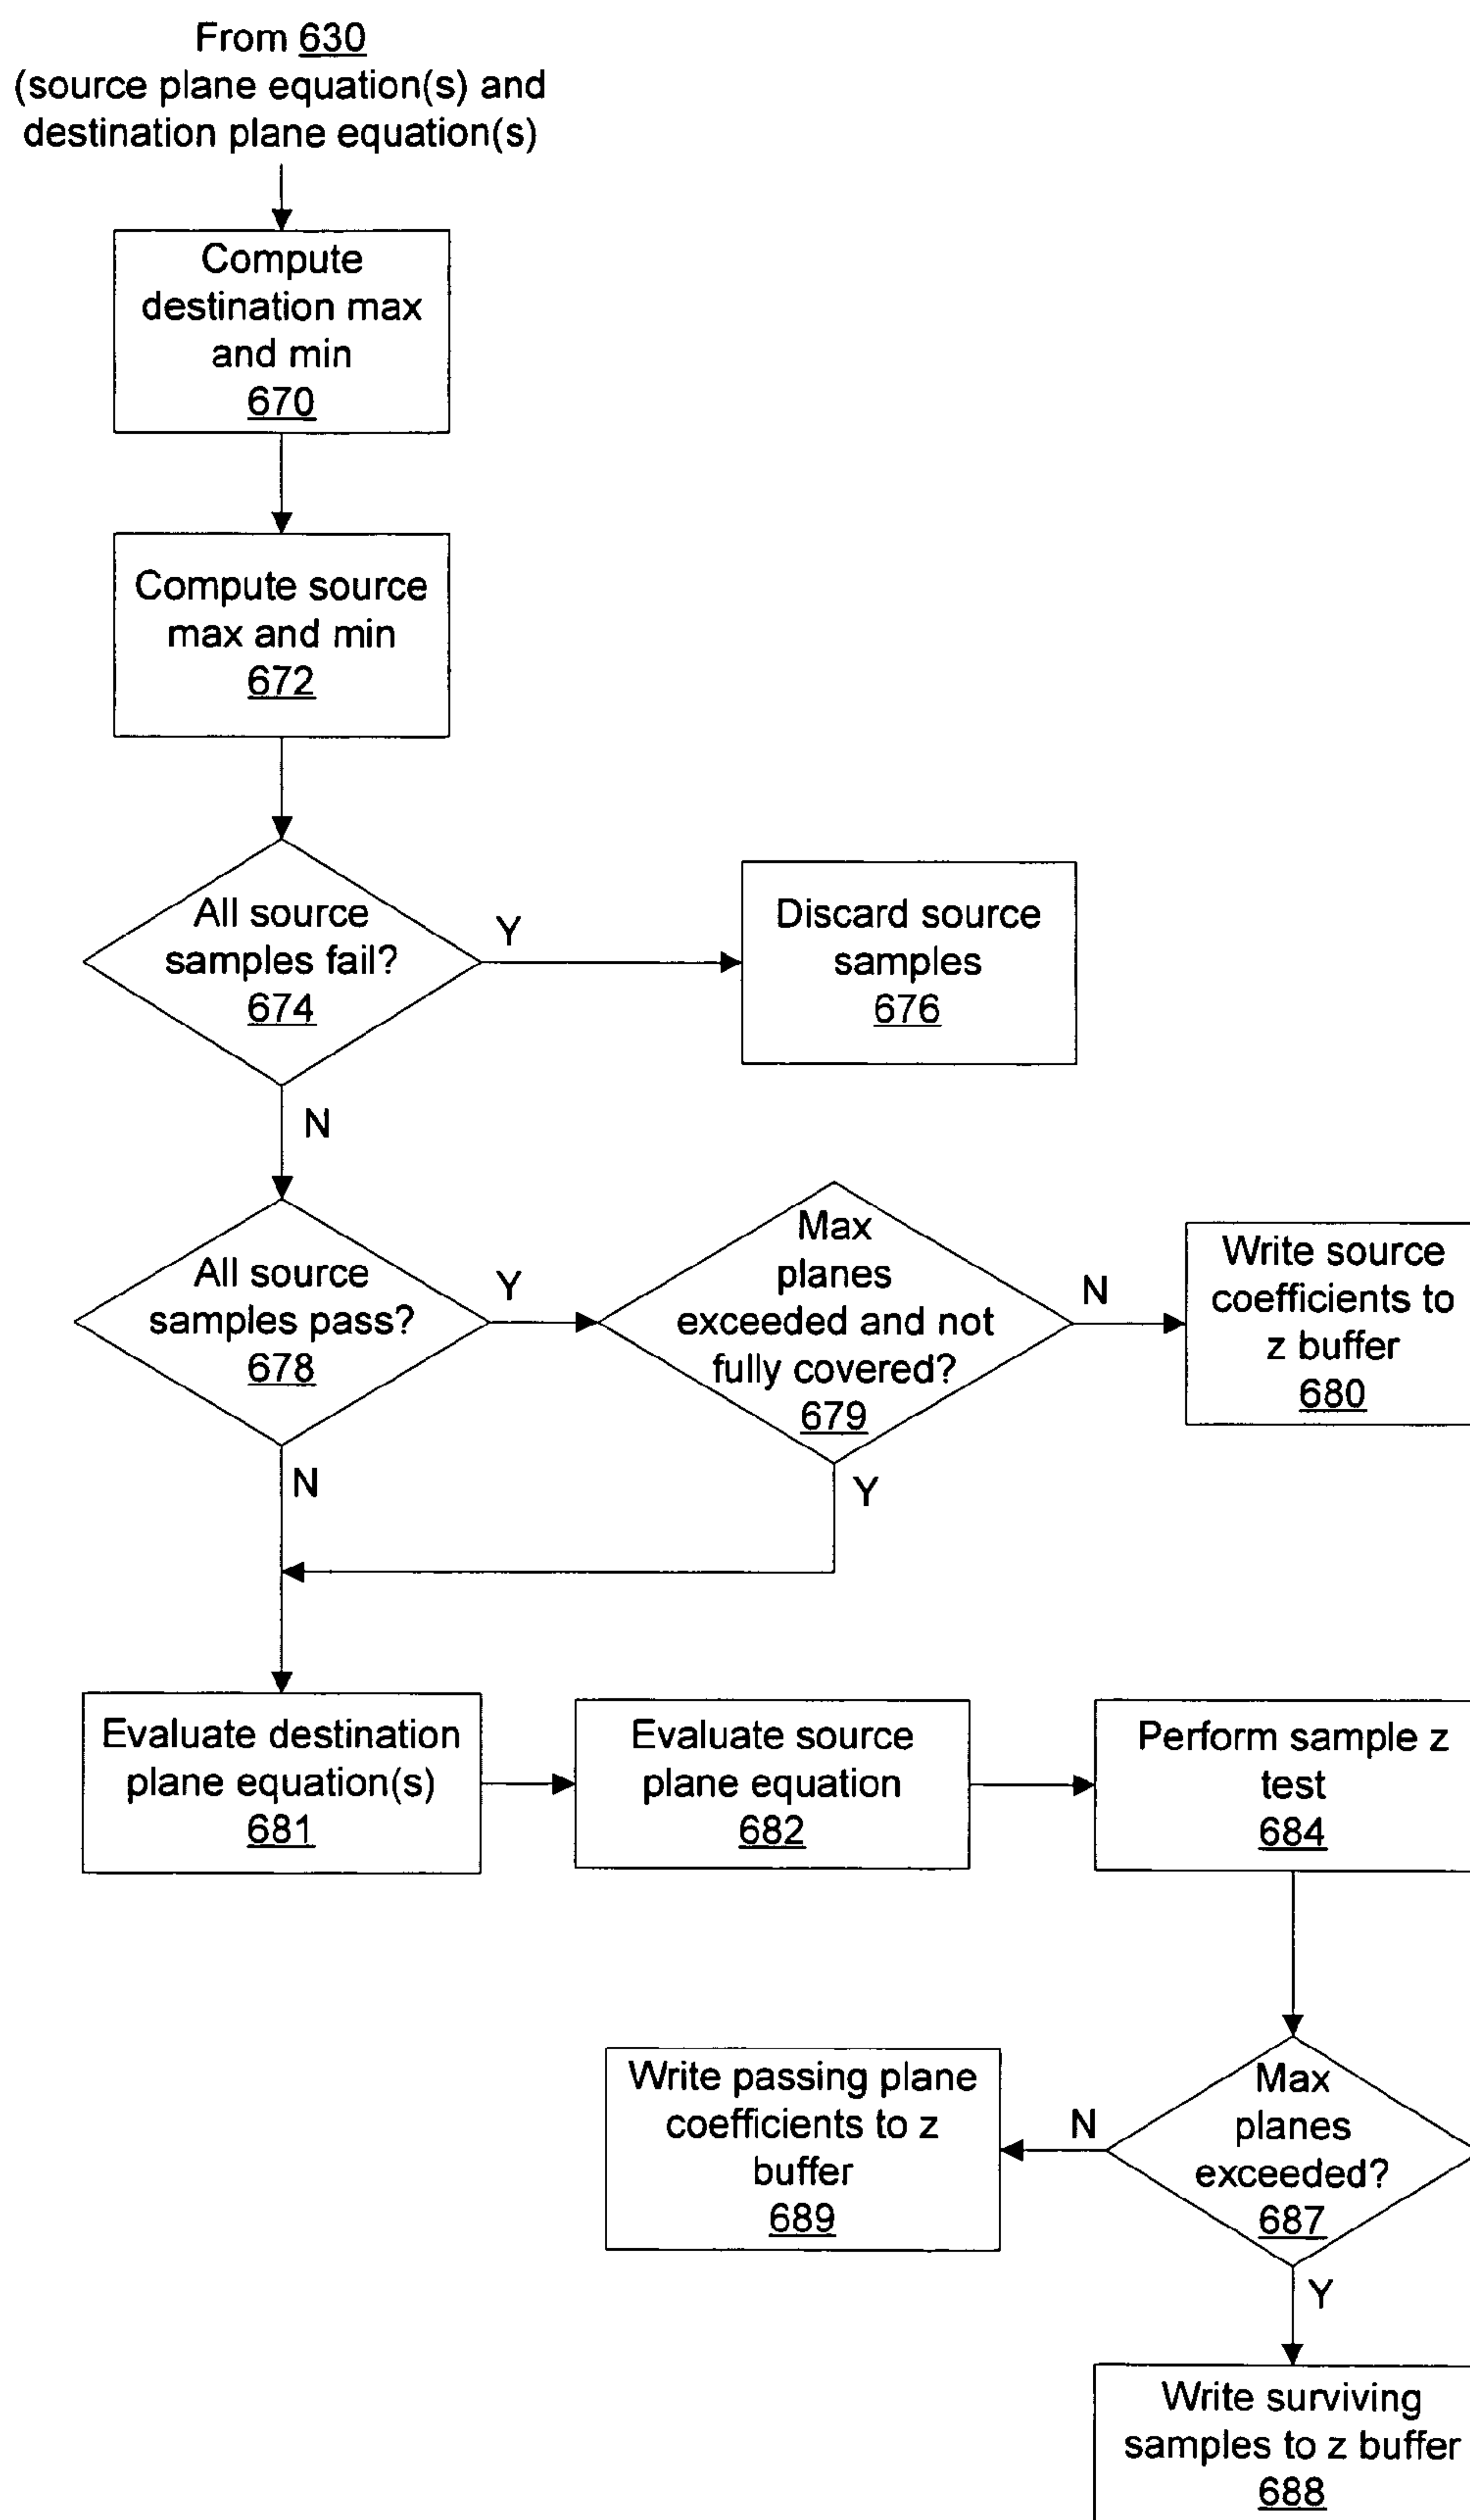 From 630
(source plane equation(s) and
destination plane equation(s)
Compute
destination max
and min
670
Compute source
max and min
672
All source
samples fail?
674
Y
Discard source
samples
676
N
All source
samples pass?
678
Y
Max
planes
exceeded and not
fully covered?
679
N
Write source
coefficients to
z buffer
680
N
Y
Evaluate destination
plane equation(s)
681
Evaluate source
plane equation
682
Perform sample z
test
684
Write passing plane
coefficients to z
buffer
689
N
Max
planes
exceeded?
687
Y
Write surviving
samples to z buffer
688